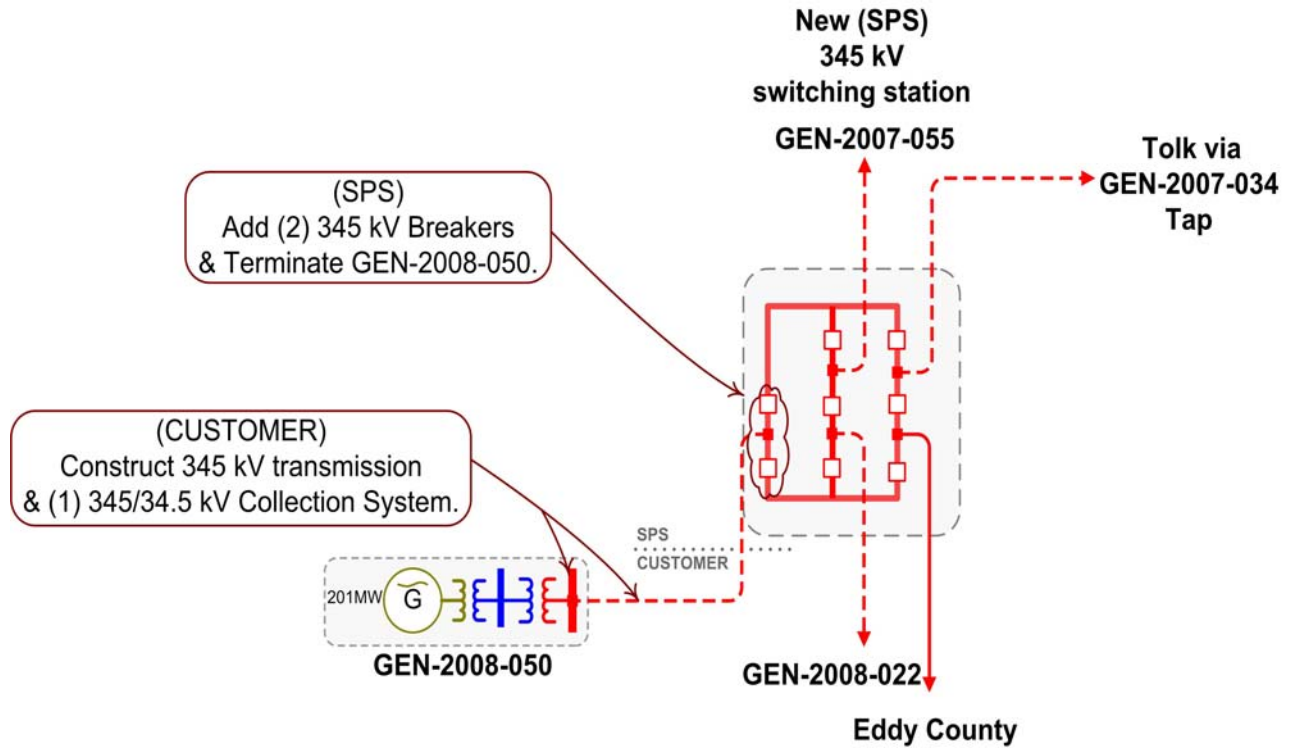 New (SPS)
345 kV
switching station
GEN-2007-055
Tolk via
GEN-2007-034
Tap
(SPS)
Add (2) 345 kV Breakers
& Terminate GEN-2008-050.
(CUSTOMER)
Construct 345 kV transmission
& (1) 345/34.5 kV Collection System.
SPS
CUSTOMER
201MW
G
GEN-2008-050
GEN-2008-022
Eddy County